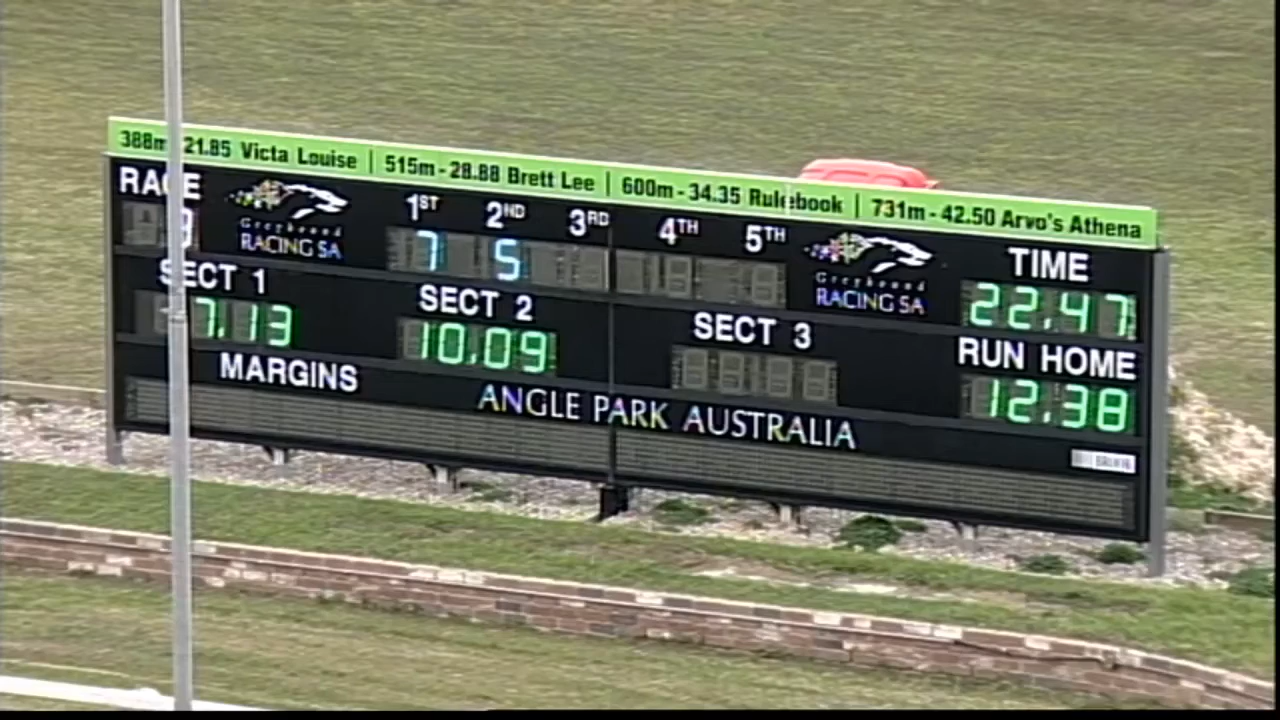 388m 21.85 Victa Louise | 515m - 28.88 Brett Lee | 600m - 34.35 Rulebook | 731m - 42.50 Arvo's Athena
RACE Greyhound RACING SA 1ST 2ND 3RD 4TH 5TH Greyhound RACING SA TIME
7 5 22.47
SECT 1 SECT 2 SECT 3 RUN HOME
7.13 10.09 12.38
MARGINS ANGLE PARK AUSTRALIA